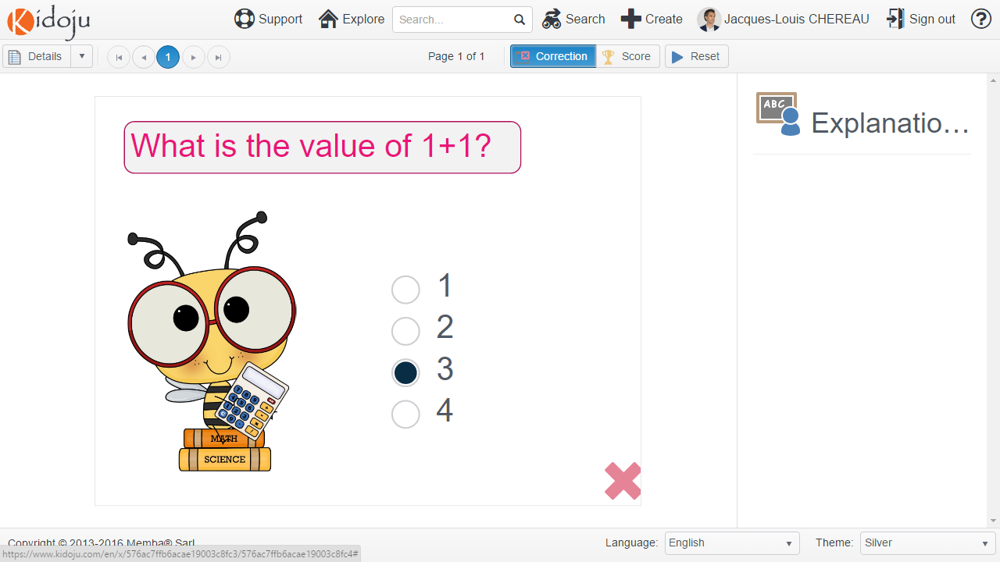 Kidoju
Support
Explore
Search...
Search
Create
Jacques-Louis CHEREAU
Sign out
?
Details
1
Page 1 of 1
Correction
Score
Reset
What is the value of 1+1?
ABC
Explanatio...
1
2
3
4
MATH
SCIENCE
Copyright © 2013-2016 Memba® Sarl
Language:
English
Theme:
Silver
https://www.kidoju.com/en/x/576ac7ffb6acae19003c8fc3/576ac7ffb6acae19003c8fc4#